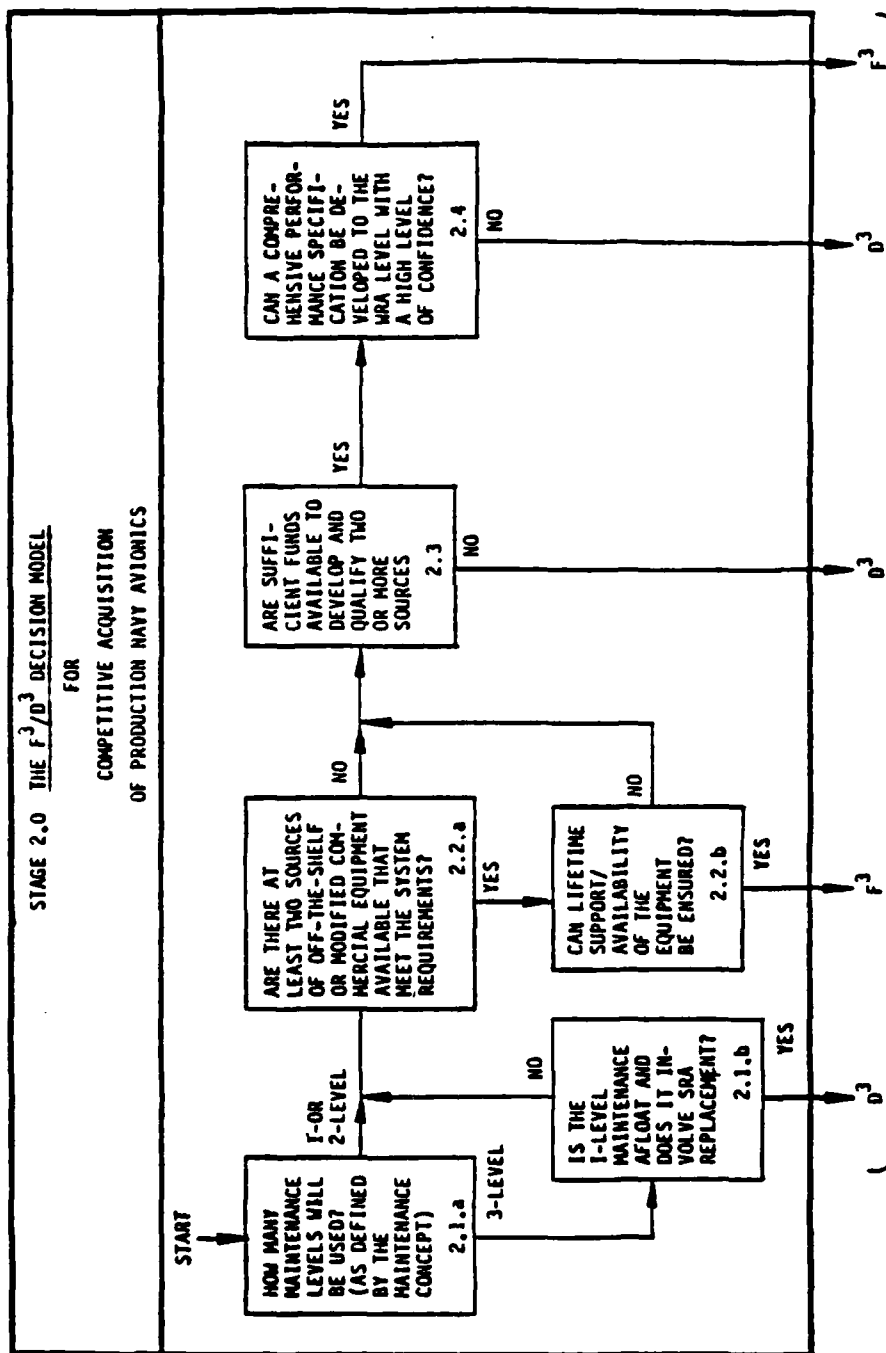 STAGE 2.0 THE F³/D³ DECISION MODEL
FOR
COMPETITIVE ACQUISITION
OF PRODUCTION NAVY AVIONICS
START
HOW MANY
MAINTENANCE
LEVELS WILL
BE USED?
(AS DEFINED
BY THE
MAINTENANCE
CONCEPT)
2.1.a
1-OR
2-LEVEL
3-LEVEL
IS THE
I-LEVEL
MAINTENANCE
AFLOAT AND
DOES IT IN-
VOLVE SRA
REPLACEMENT?
2.1.b
NO
YES
D³
ARE THERE AT
LEAST TWO SOURCES
OF OFF-THE-SHELF
OR MODIFIED COM-
MERCIAL EQUIPMENT
AVAILABLE THAT
MEET THE SYSTEM
REQUIREMENTS?
2.2.a
NO
YES
CAN LIFETIME
SUPPORT/
AVAILABILITY
OF THE
EQUIPMENT
BE ENSURED?
2.2.b
NO
YES
F³
ARE SUFFI-
CIENT FUNDS
AVAILABLE TO
DEVELOP AND
QUALIFY TWO
OR MORE
SOURCES
2.3
YES
NO
D³
CAN A COMPRE-
HENSIVE PERFOR-
MANCE SPECIFI-
CATION BE DE-
VELOPED TO THE
WRA LEVEL WITH
A HIGH LEVEL
OF CONFIDENCE?
2.4
YES
NO
D³
F³